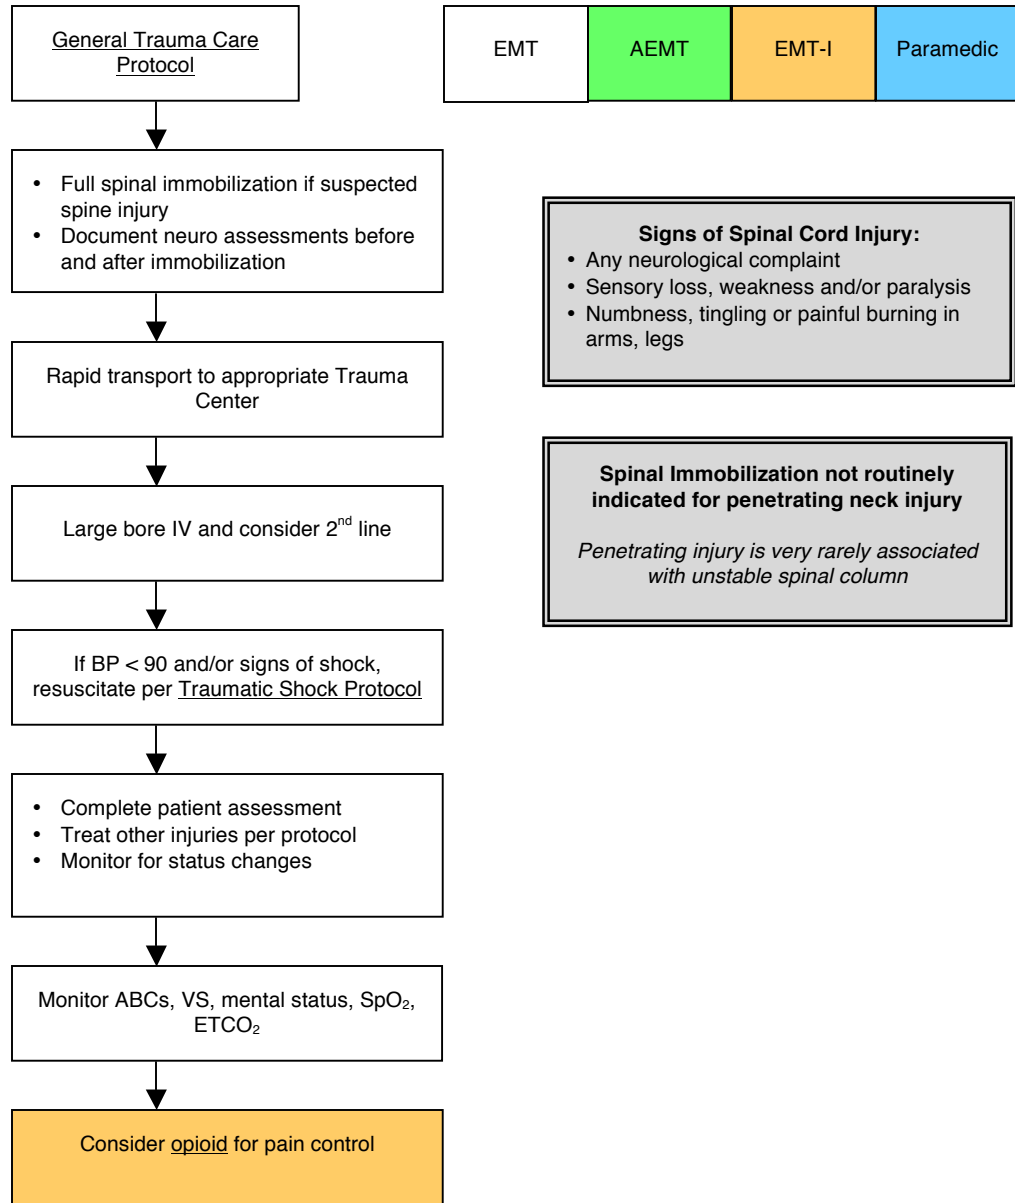 General Trauma Care
Protocol
EMT
AEMT
EMT-I
Paramedic
• Full spinal immobilization if suspected
spine injury
• Document neuro assessments before
and after immobilization
Rapid transport to appropriate Trauma
Center
Large bore IV and consider 2nd line
If BP < 90 and/or signs of shock,
resuscitate per Traumatic Shock Protocol
• Complete patient assessment
• Treat other injuries per protocol
• Monitor for status changes
Monitor ABCs, VS, mental status, SpO₂,
ETCO₂
Consider opioid for pain control
Signs of Spinal Cord Injury:
• Any neurological complaint
• Sensory loss, weakness and/or paralysis
• Numbness, tingling or painful burning in
arms, legs
Spinal Immobilization not routinely
indicated for penetrating neck injury
Penetrating injury is very rarely associated
with unstable spinal column